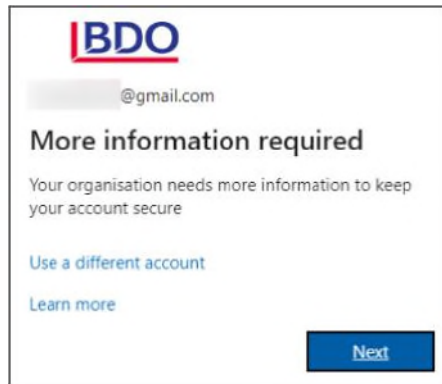 BDO
@gmail.com
More information required
Your organisation needs more information to keep
your account secure
Use a different account
Learn more
Next